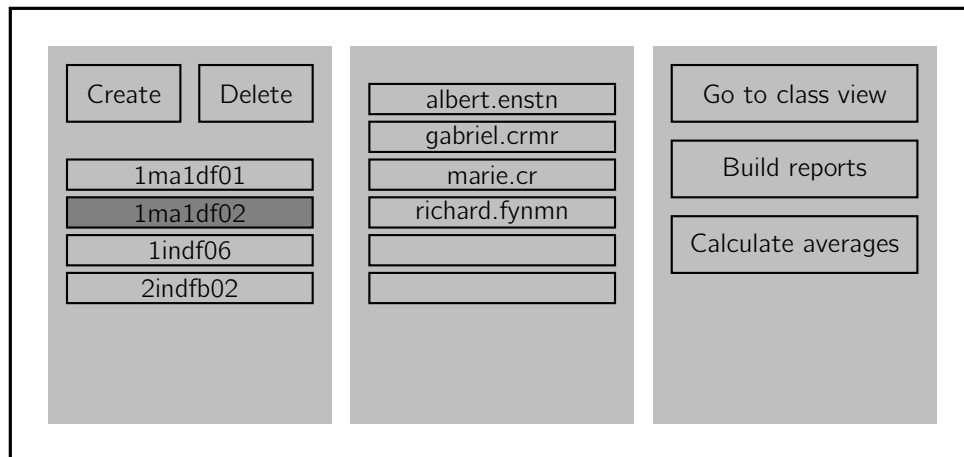 Create
Delete
1ma1df01
1ma1df02
1indf06
2indfb02
albert.enstn
gabriel.crmr
marie.cr
richard.fynmn
Go to class view
Build reports
Calculate averages